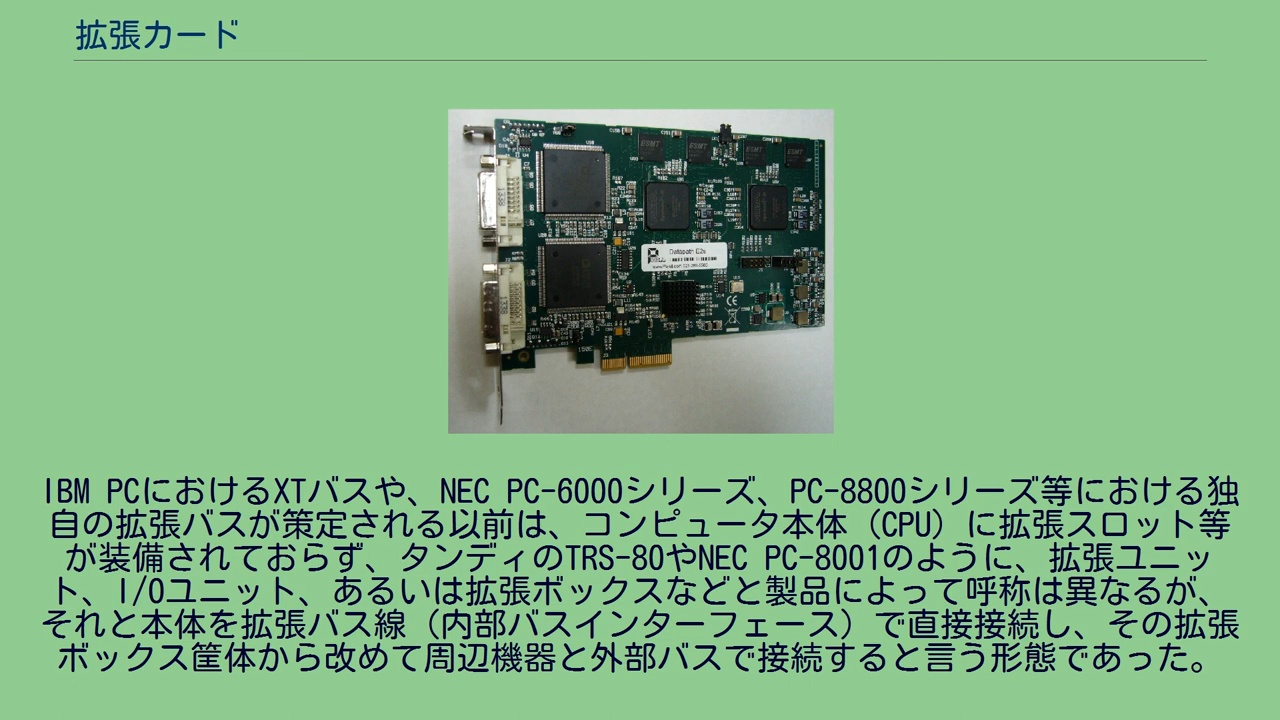 拡張カード
ESMT
ESMT
ESMT
ESMT
Datapath E2s
IBM PCにおけるXTバスや、NEC PC-6000シリーズ、PC-8800シリーズ等における独
自の拡張バスが策定される以前は、コンピュータ本体（CPU）に拡張スロット等
が装備されておらず、タンディのTRS-80やNEC PC-8001のように、拡張ユニッ
ト、I/Oユニット、あるいは拡張ボックスなどと製品によって呼称は異なるが、
それと本体を拡張バス線（内部バスインターフェース）で直接接続し、その拡張
ボックス筐体から改めて周辺機器と外部バスで接続すると言う形態であった。